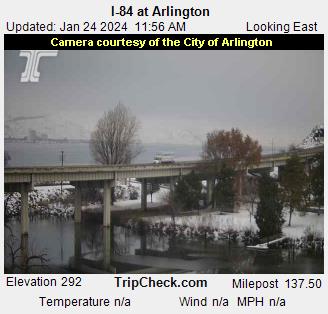 I-84 at Arlington
Updated: Jan 24 2024 11:56 AM Looking East
Camera courtesy of the City of Arlington
Elevation 292 TripCheck.com Milepost 137.50
Temperature n/a Wind n/a MPH n/a